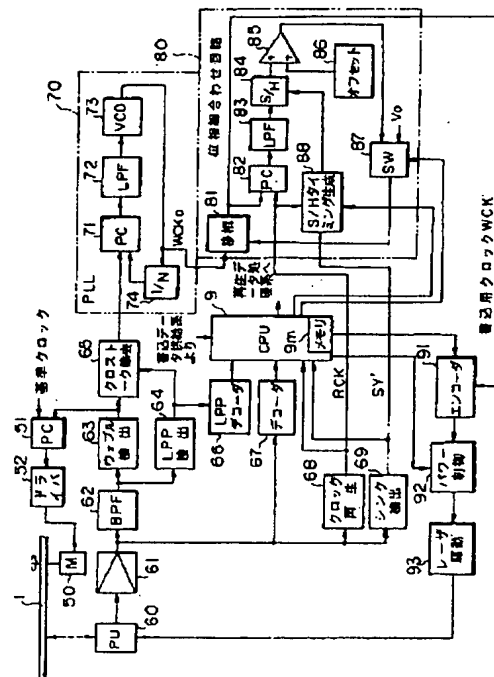 1
M
50
ドライバ
52
PC
51
基準クロック
PU
60
61
BPF
62
ウォブル検出
63
LPP検出
64
クロストーク除去
65
LPPデコーダ
66
デコーダ
67
クロック再生
68
シンク検出
69
PLL
70
PC
71
LPF
72
VCO
73
1/N
74
WCKo
位相組合わせ回路
80
移相
81
PC
82
LPF
83
S/H
84
85
オフセット
86
SW
87
Vo
S/Hタイミング生成
88
書込データ供給系より
再生データ処理系へ
CPU
9
メモリ
9m
RCK
SY'
エンコーダ
91
パワー制御
92
レーザ駆動
93
書込用クロックWCK